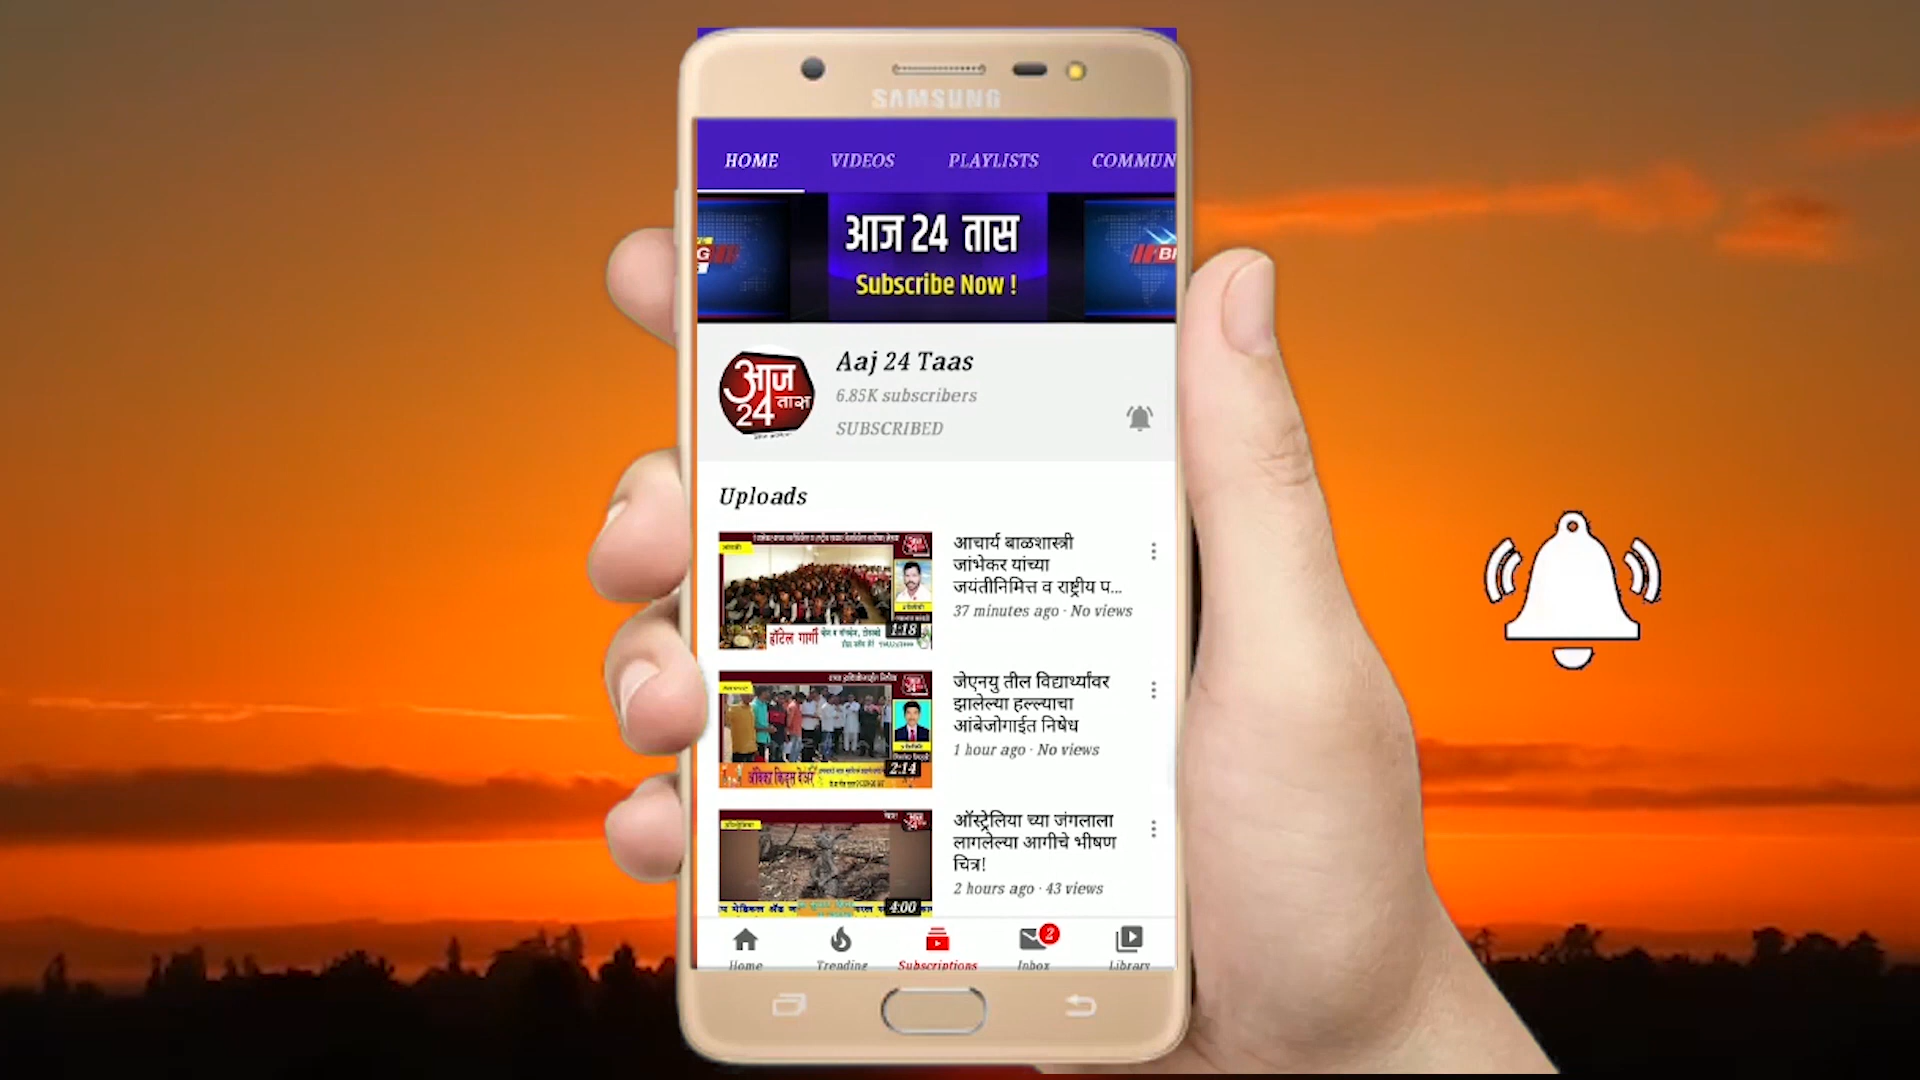 SAMSUNG
HOME VIDEOS PLAYLISTS COMMUN
आज 24 तास
Subscribe Now !
BI
आज
24 तास
Aaj 24 Taas
6.85K subscribers
SUBSCRIBED
Uploads
आचार्य बाळशास्त्री
जांभेकर यांच्या
जयंतीनिमित्त व राष्ट्रीय प...
37 minutes ago · No views
हॉटेल गार्गी
1:18
जेएनयु तील विद्यार्थ्यांवर
झालेल्या हल्ल्याचा
आंबेजोगाईत निषेध
1 hour ago · No views
2:14
ऑस्ट्रेलिया च्या जंगलाला
लागलेल्या आगीचे भीषण
चित्र!
2 hours ago · 43 views
4:00
2
Home Trending Subscriptions Inbox Library